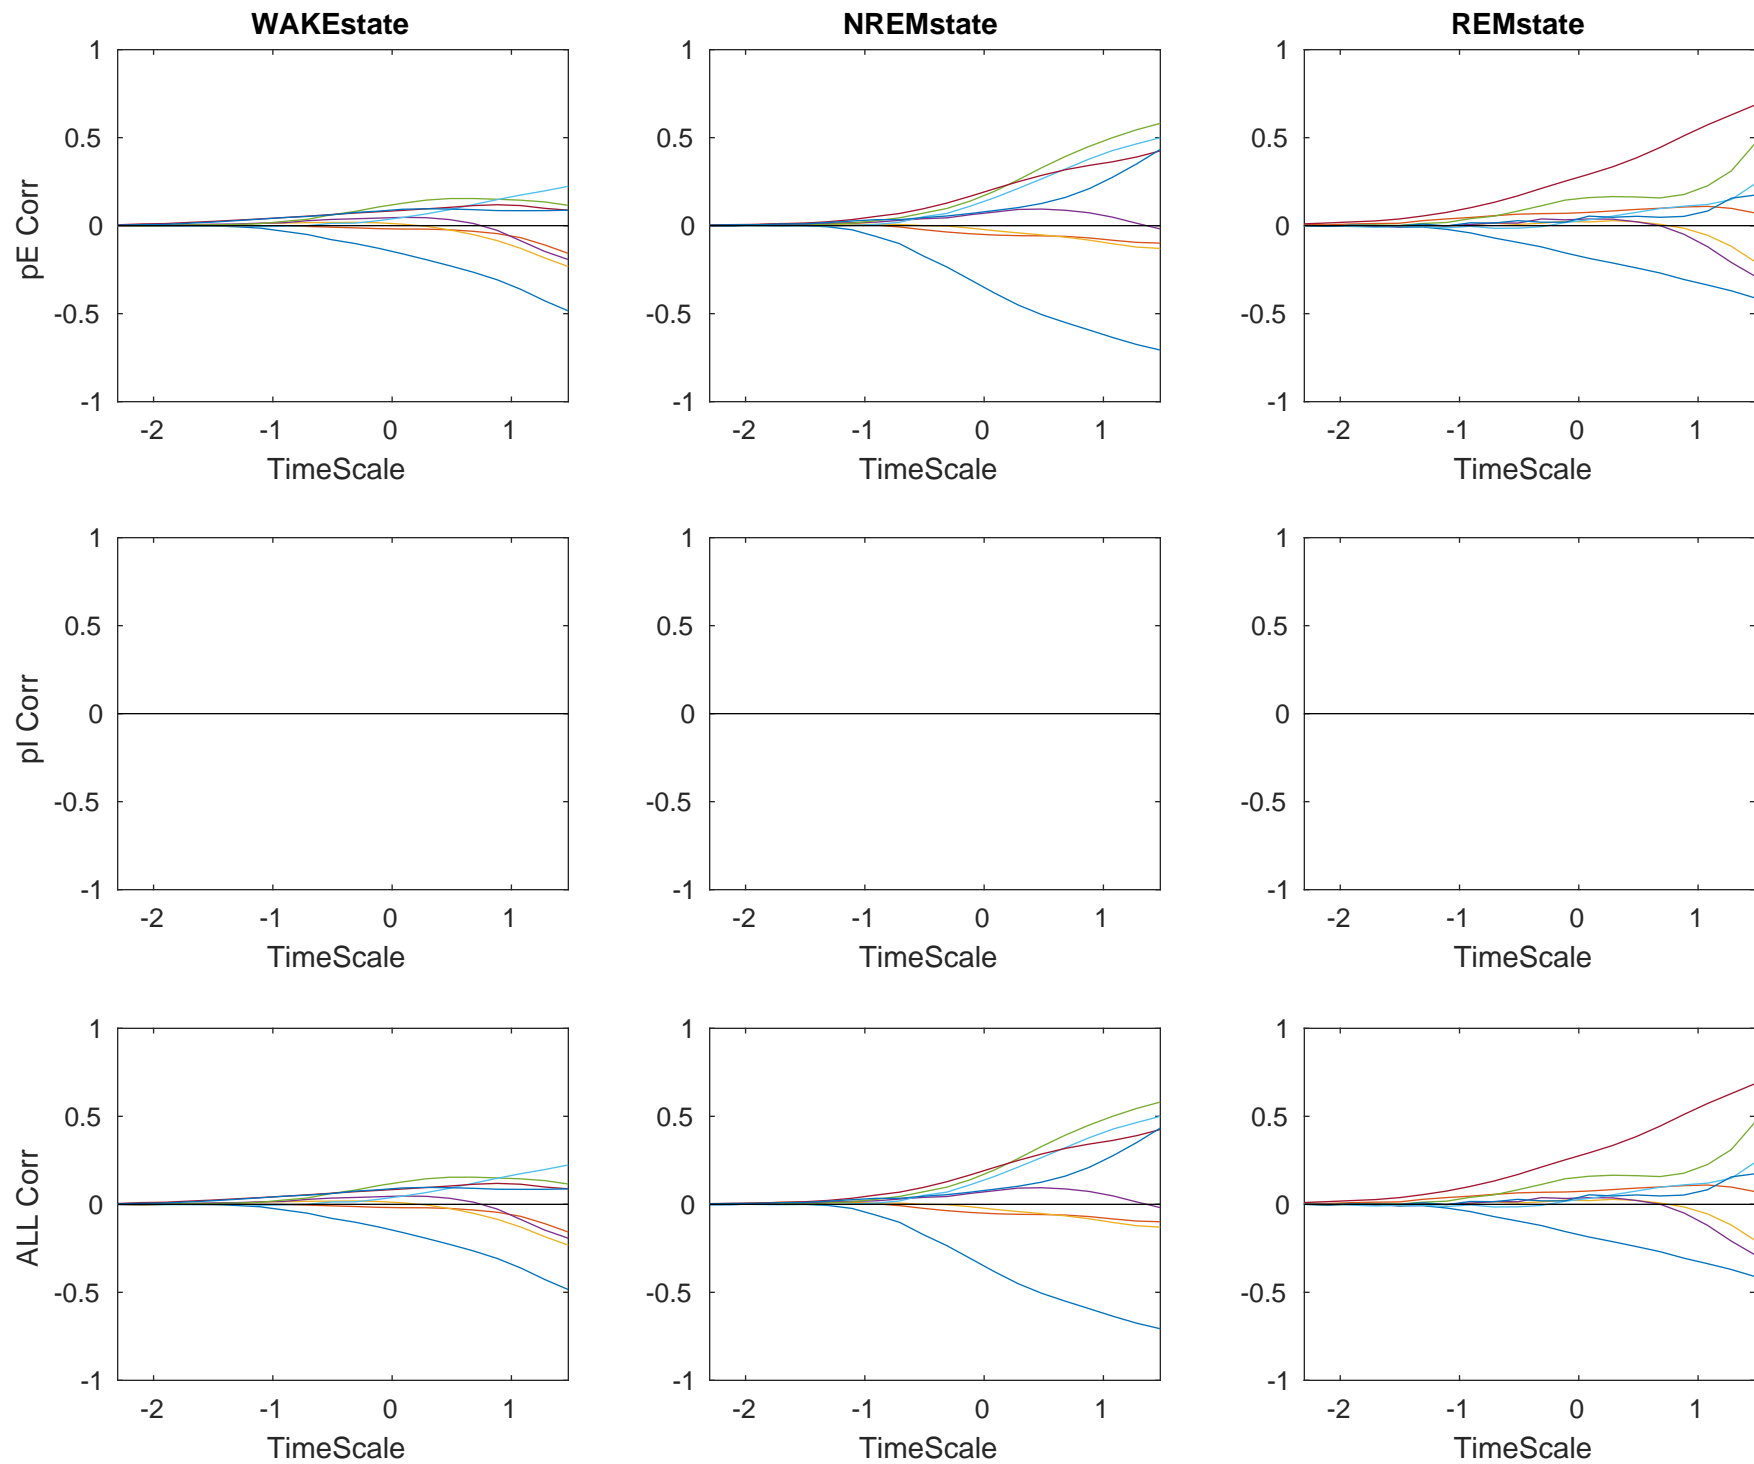 WAKEstate NREMstate REMstate
1 1 1
0.5 0.5 0.5
0 0 0
-0.5 -0.5 -0.5
-1 -1 -1
pE Corr
-2 -1 0 1 -2 -1 0 1 -2 -1 0 1
TimeScale TimeScale TimeScale
1 1 1
0.5 0.5 0.5
0 0 0
-0.5 -0.5 -0.5
-1 -1 -1
pI Corr
-2 -1 0 1 -2 -1 0 1 -2 -1 0 1
TimeScale TimeScale TimeScale
1 1 1
0.5 0.5 0.5
0 0 0
-0.5 -0.5 -0.5
-1 -1 -1
ALL Corr
-2 -1 0 1 -2 -1 0 1 -2 -1 0 1
TimeScale TimeScale TimeScale